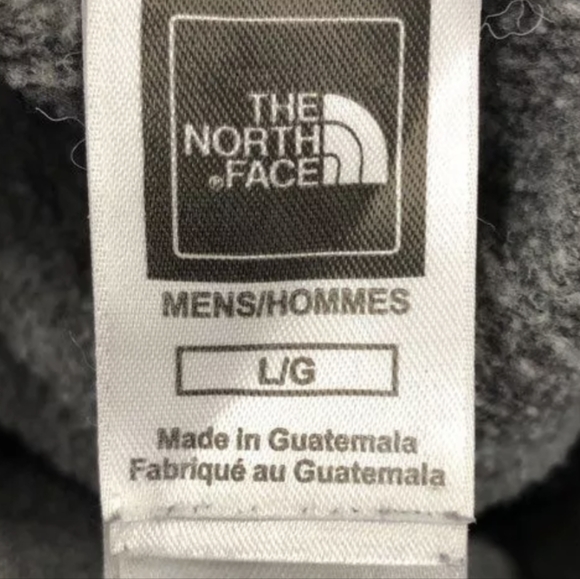 THE
NORTH
®FACE
MENS/HOMMES
L/G
Made in Guatemala
Fabriqué au Guatemala